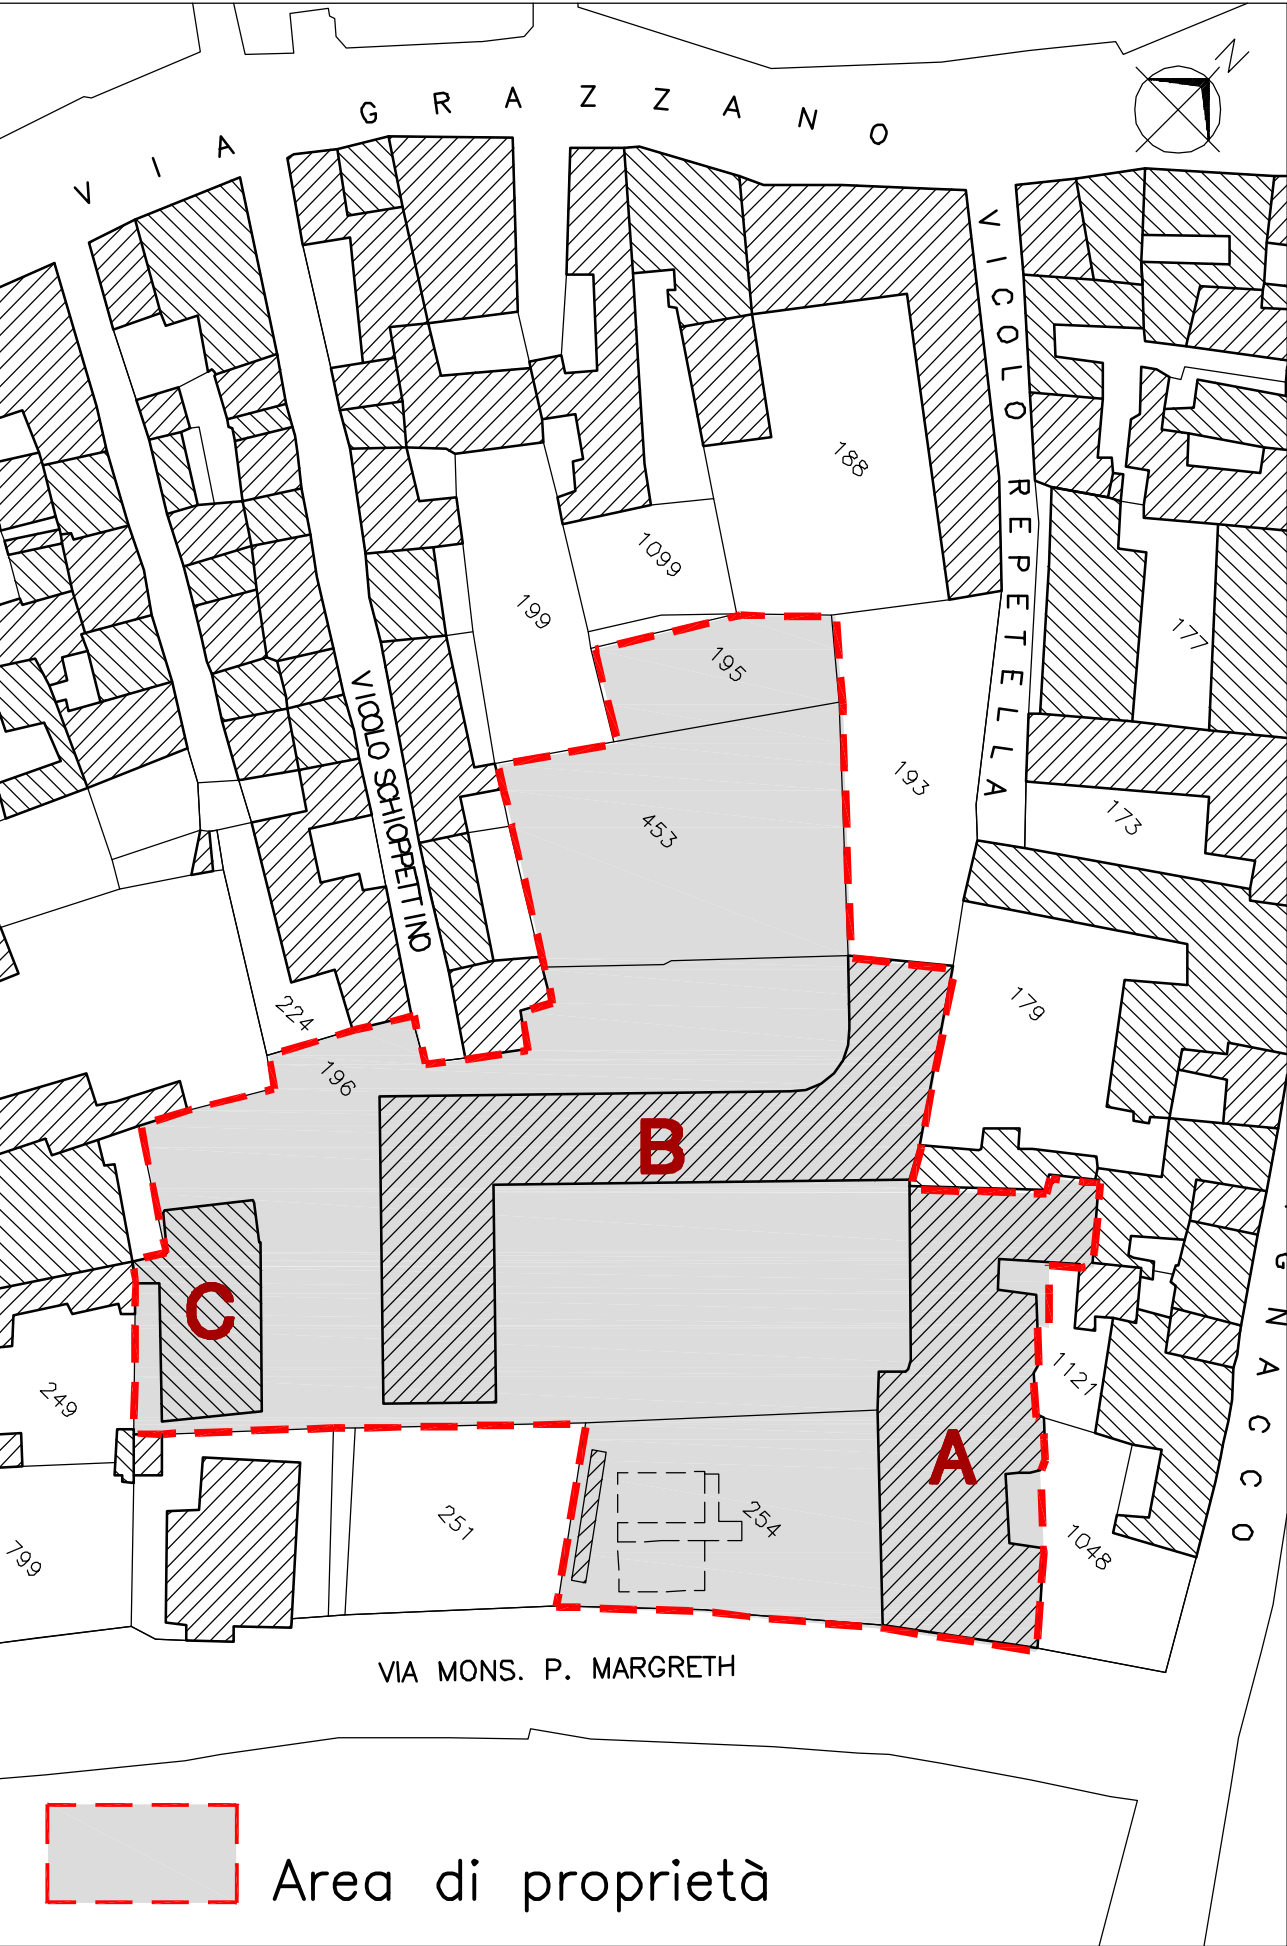 N
VIA GRAZZANO
VICOLO REPETELLA
188
1099
199
177
195
193
VICOLO SCHIOPPETTINO
453
173
224
179
196
B
C
249
1121
A
251
254
799
1048
GNACCO
VIA MONS. P. MARGRETH
Area di proprietà